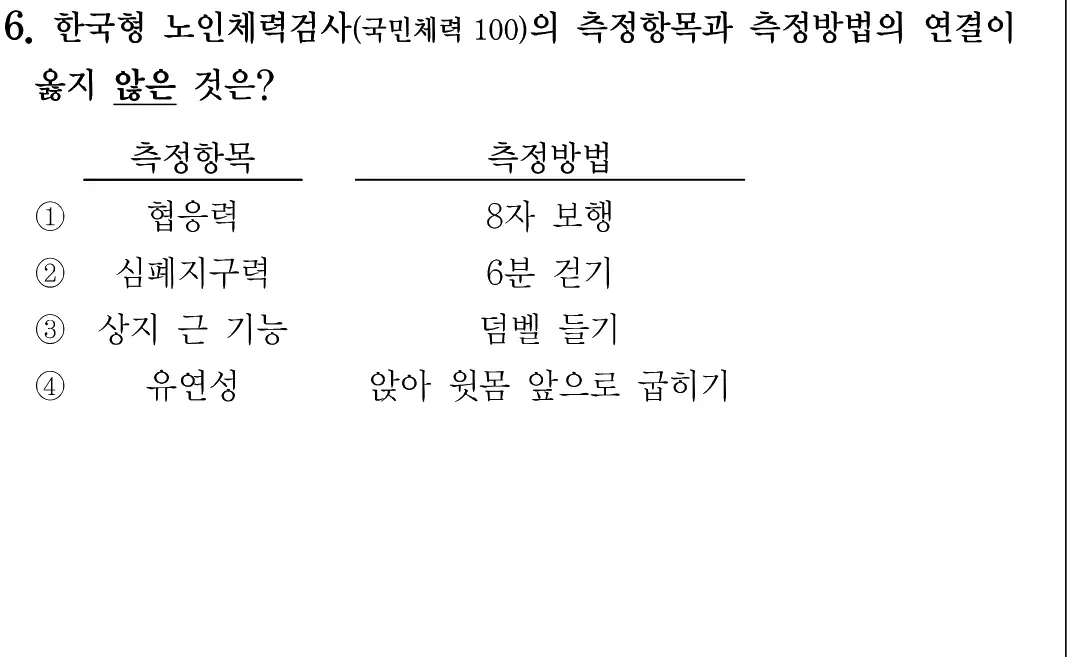 6. 한국형 노인체력검사(국민체력 100)의 측정항목과 측정방법의 연결이
옳지 않은 것은?
측정항목 측정방법
① 협응력 8자 보행
② 심폐지구력 6분 걷기
③ 상지 근 기능 덤벨 들기
④ 유연성 앉아 윗몸 앞으로 굽히기